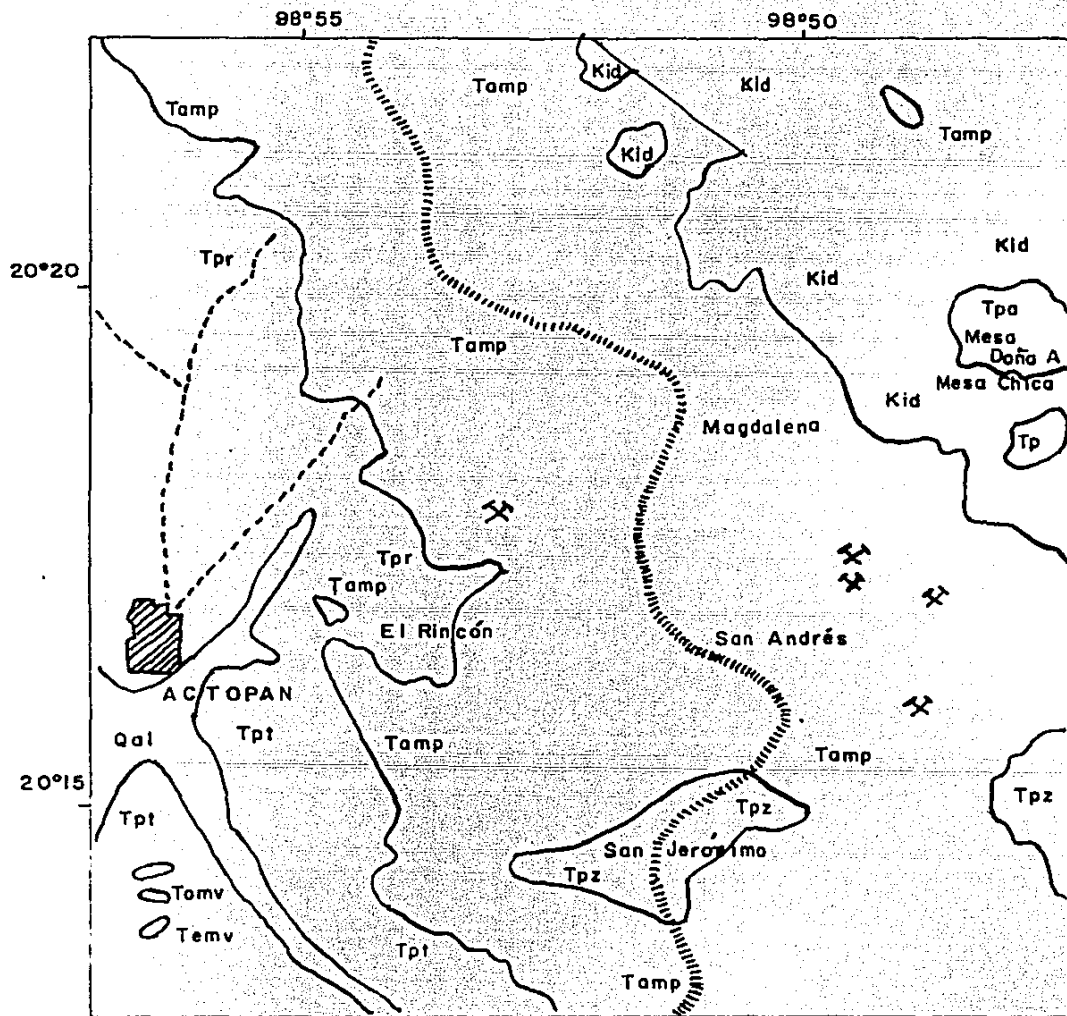 98°55
98°50
Tamp
Kid
Kid
Tamp
Tamp
Kid
Tpr
Kid
20°20
Kid
Tpa
Mesa
Doña A
Tamp
Mesa Chica
Kid
Magdalena
Tp
Tpr
Tamp
El Rincón
San Andrés
ACTOPAN
Tpt
Qal
Tamp
Tamp
20°15
Tpt
Tpz
Tpz
San Jerónimo
Tpz
Tomv
Temv
Tpt
Tamp